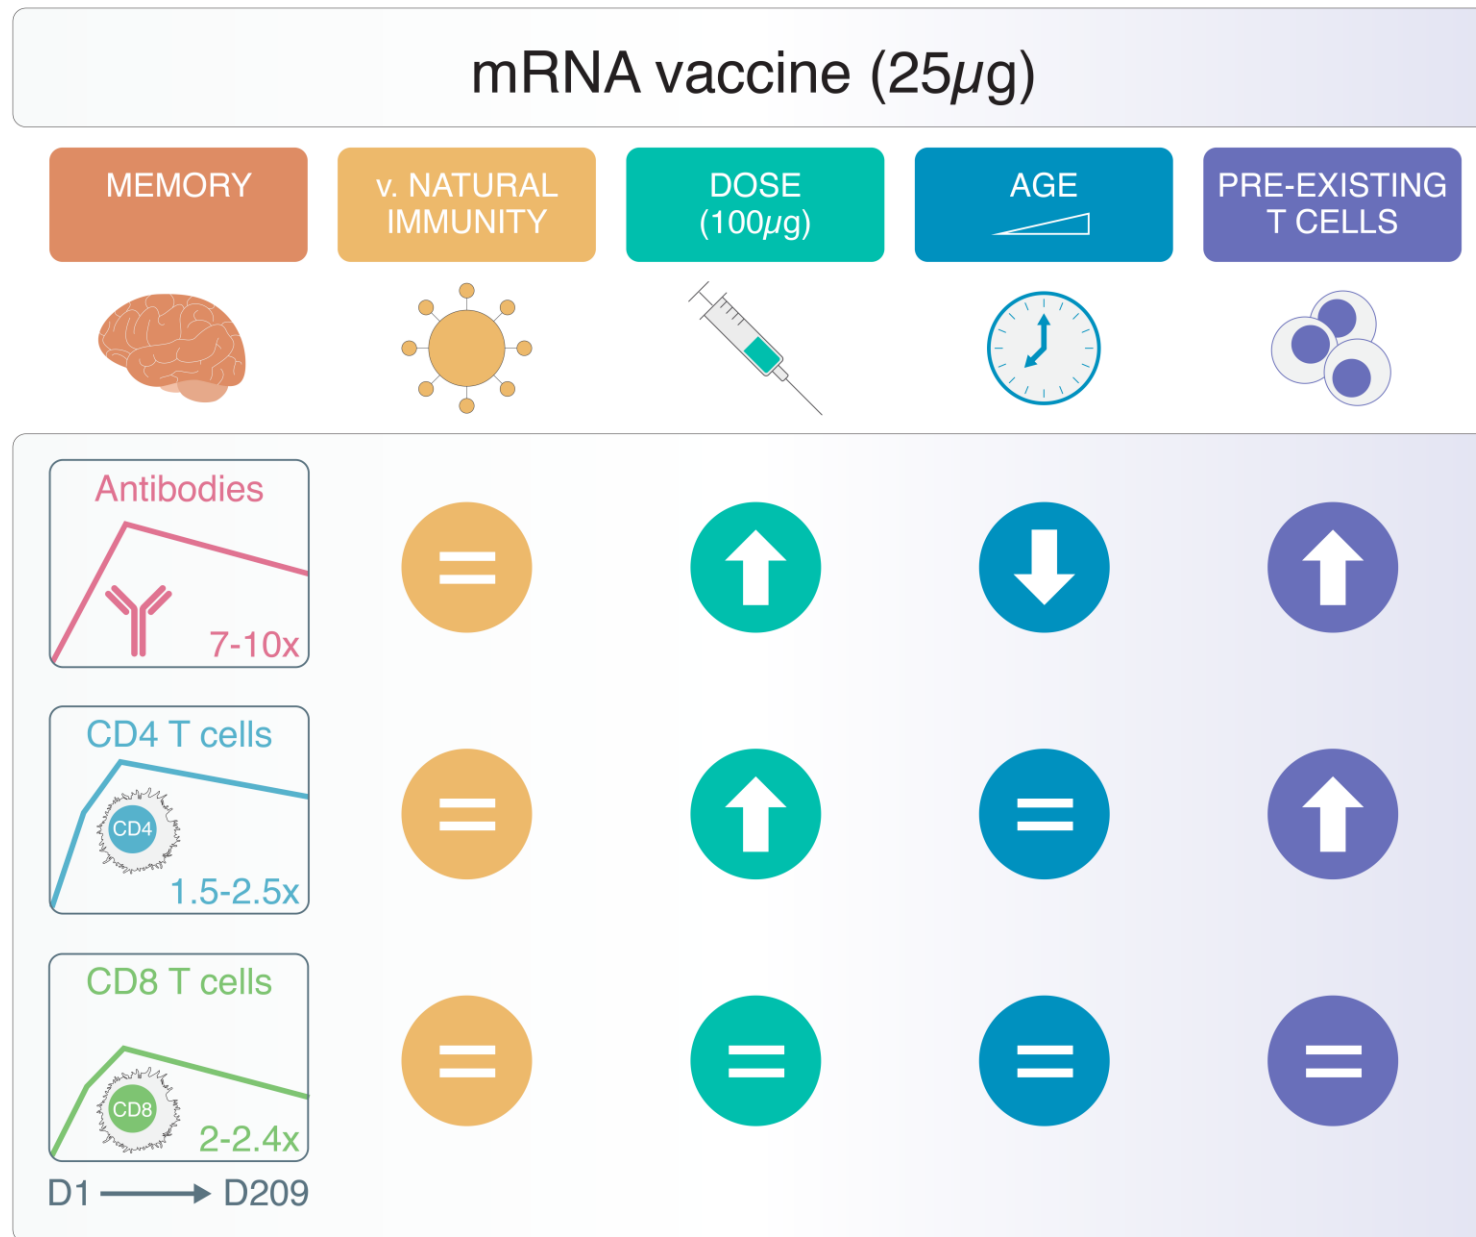 mRNA vaccine (25µg)
MEMORY
v. NATURAL
IMMUNITY
DOSE
(100µg)
AGE
PRE-EXISTING
T CELLS
Antibodies
7-10x
CD4 T cells
CD4
1.5-2.5x
CD8 T cells
CD8
2-2.4x
D1 → D209